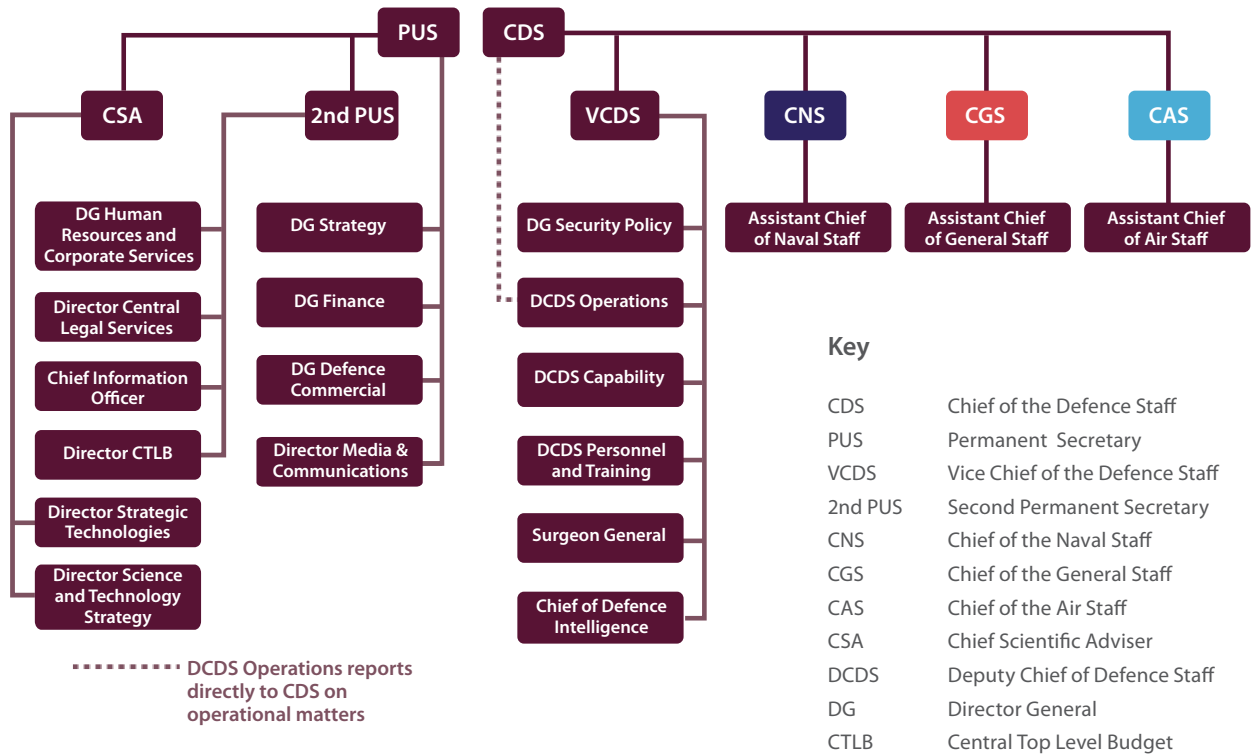 PUS
CDS
CSA
2nd PUS
VCDS
CNS
CGS
CAS
DG Human
Resources and
Corporate Services
Director Central
Legal Services
Chief Information
Officer
Director CTLB
Director Strategic
Technologies
Director Science
and Technology
Strategy
DG Strategy
DG Finance
DG Defence
Commercial
Director Media &
Communications
DG Security Policy
DCDS Operations
DCDS Capability
DCDS Personnel
and Training
Surgeon General
Chief of Defence
Intelligence
Assistant Chief
of Naval Staff
Assistant Chief
of General Staff
Assistant Chief
of Air Staff
DCDS Operations reports
directly to CDS on
operational matters
Key
CDS Chief of the Defence Staff
PUS Permanent Secretary
VCDS Vice Chief of the Defence Staff
2nd PUS Second Permanent Secretary
CNS Chief of the Naval Staff
CGS Chief of the General Staff
CAS Chief of the Air Staff
CSA Chief Scientific Adviser
DCDS Deputy Chief of Defence Staff
DG Director General
CTLB Central Top Level Budget